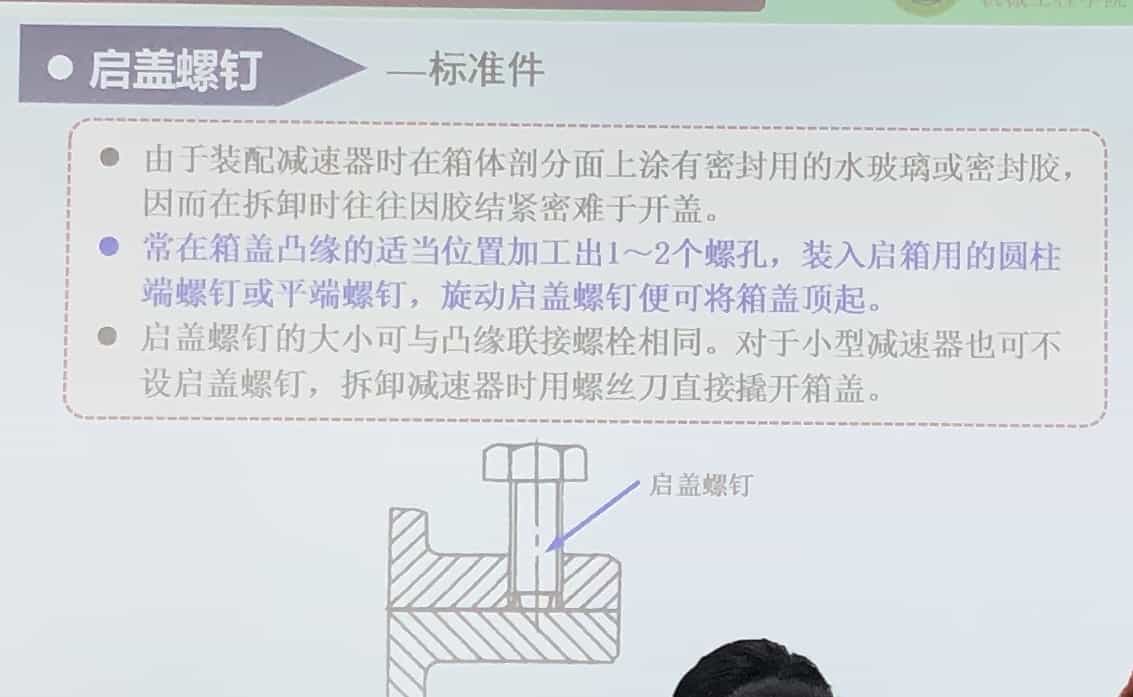 机械工程学院
启盖螺钉 —标准件
由于装配减速器时在箱体剖分面上涂有密封用的水玻璃或密封胶，
因而在拆卸时往往因胶结紧密难于开盖。
常在箱盖凸缘的适当位置加工出1～2个螺孔，装入启箱用的圆柱
端螺钉或平端螺钉，旋动启盖螺钉便可将箱盖顶起。
启盖螺钉的大小可与凸缘联接螺栓相同。对于小型减速器也可不
设启盖螺钉，拆卸减速器时用螺丝刀直接撬开箱盖。
启盖螺钉